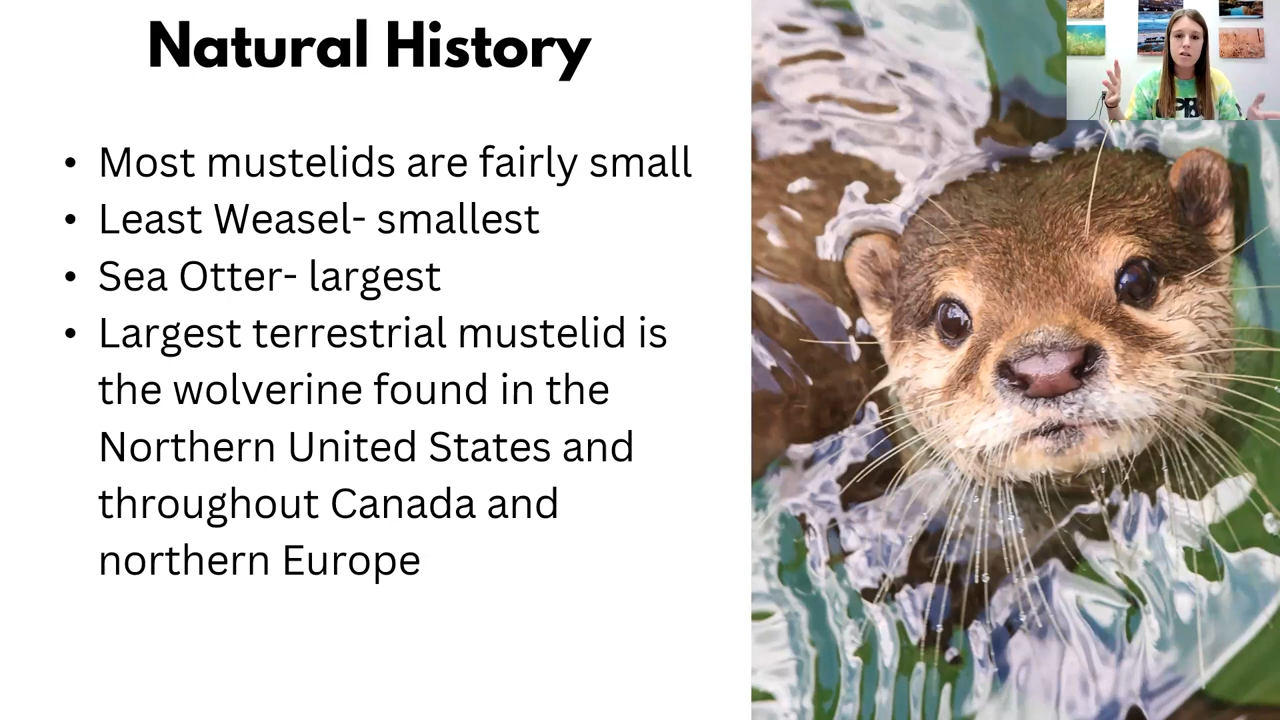 Natural History
• Most mustelids are fairly small
• Least Weasel- smallest
• Sea Otter- largest
• Largest terrestrial mustelid is
the wolverine found in the
Northern United States and
throughout Canada and
northern Europe